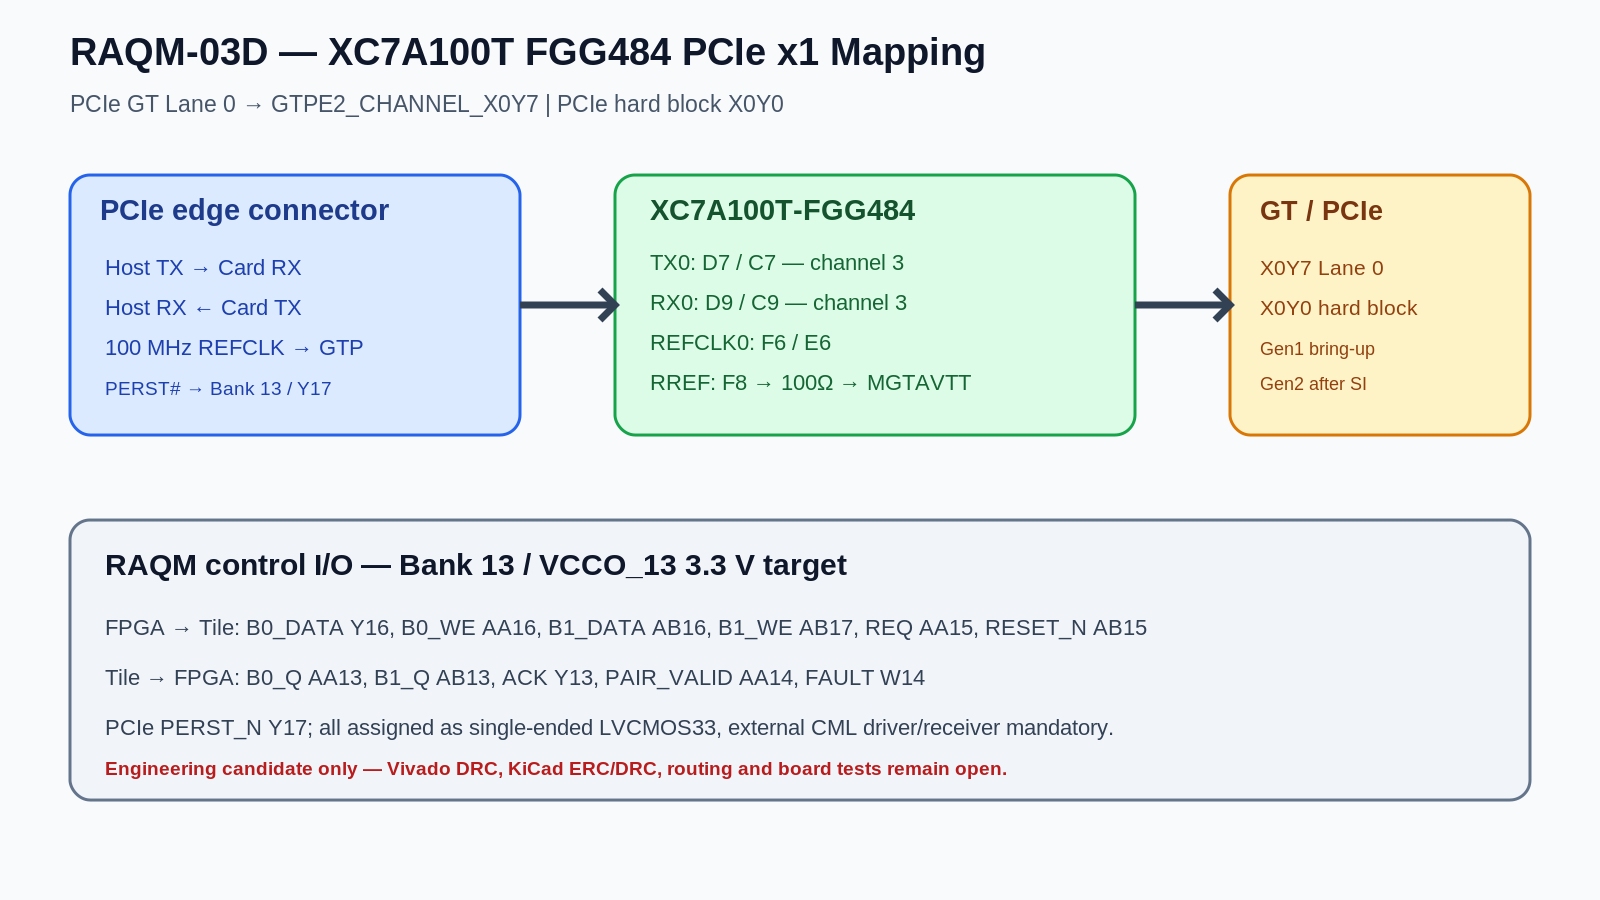 RAQM-03D — XC7A100T FGG484 PCIe x1 Mapping
PCIe GT Lane 0 → GTPE2_CHANNEL_X0Y7 | PCIe hard block X0Y0
PCIe edge connector
Host TX → Card RX
Host RX ← Card TX
100 MHz REFCLK → GTP
PERST# → Bank 13 / Y17
XC7A100T-FGG484
TX0: D7 / C7 — channel 3
RX0: D9 / C9 — channel 3
REFCLK0: F6 / E6
RREF: F8 → 100Ω → MGTAVTT
GT / PCIe
X0Y7 Lane 0
X0Y0 hard block
Gen1 bring-up
Gen2 after SI
RAQM control I/O — Bank 13 / VCCO_13 3.3 V target
FPGA → Tile: B0_DATA Y16, B0_WE AA16, B1_DATA AB16, B1_WE AB17, REQ AA15, RESET_N AB15
Tile → FPGA: B0_Q AA13, B1_Q AB13, ACK Y13, PAIR_VALID AA14, FAULT W14
PCIe PERST_N Y17; all assigned as single-ended LVCMOS33, external CML driver/receiver mandatory.
Engineering candidate only — Vivado DRC, KiCad ERC/DRC, routing and board tests remain open.